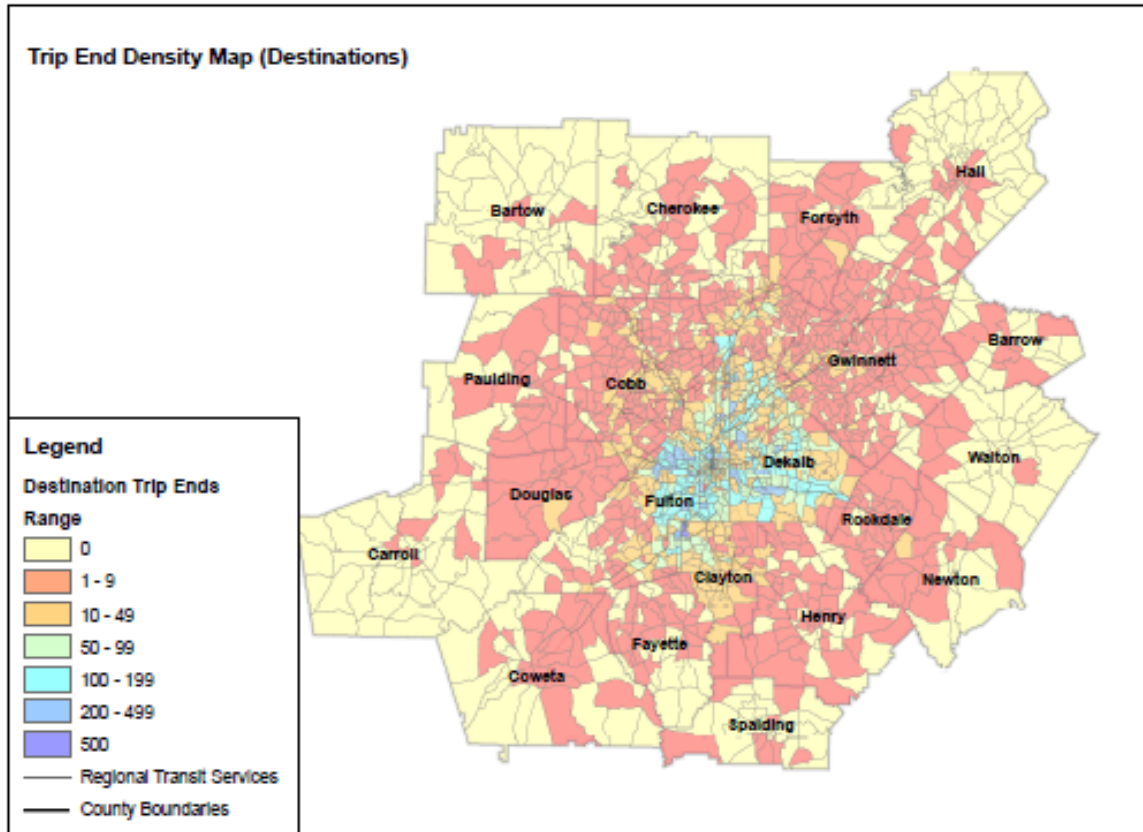 Trip End Density Map (Destinations)
Hall
Bartow
Cherokee
Forsyth
Barrow
Gwinnett
Paulding
Cobb
Walton
Dekalb
Douglas
Fulton
Rockdale
Carroll
Clayton
Newton
Henry
Fayette
Coweta
Spalding
Legend
Destination Trip Ends
Range
0
1 - 9
10 - 49
50 - 99
100 - 199
200 - 499
500
Regional Transit Services
County Boundaries